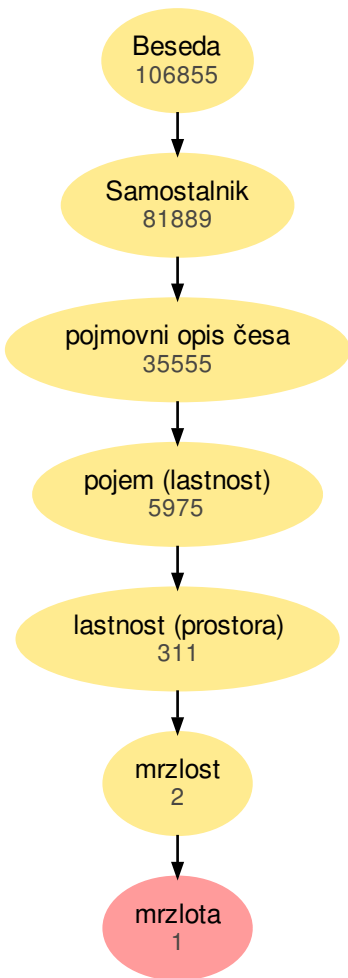 Beseda
106855
Samostalnik
81889
pojmovni opis česa
35555
pojem (lastnost)
5975
lastnost (prostora)
311
mrzlost
2
mrzlota
1